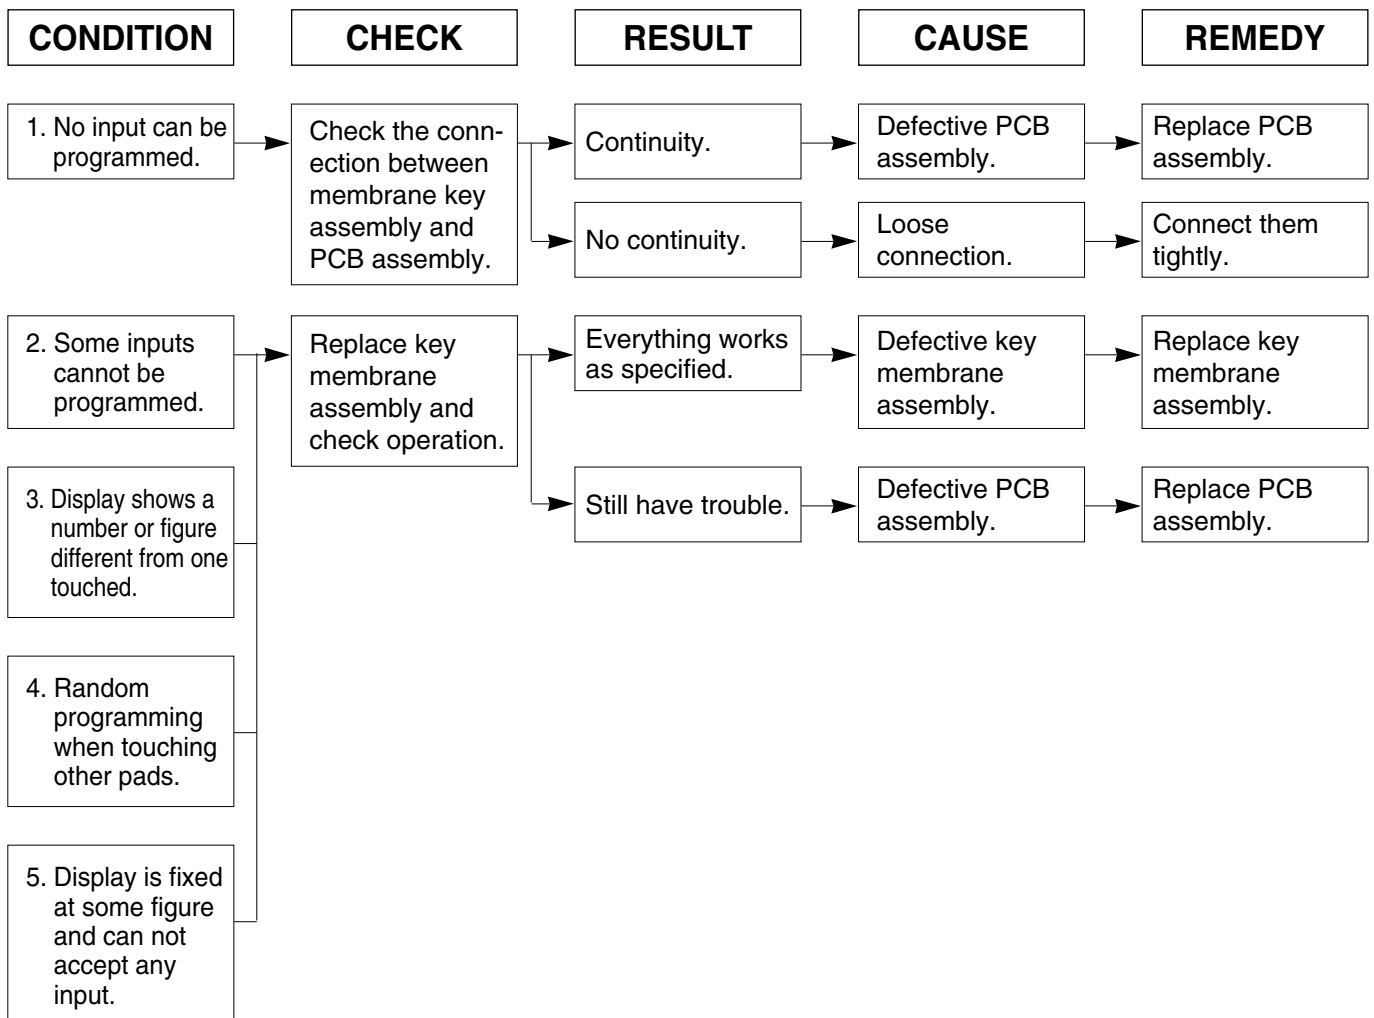 CONDITION
CHECK
RESULT
CAUSE
REMEDY
1. No input can be
programmed.
Check the conn-
ection between
membrane key
assembly and
PCB assembly.
Continuity.
Defective PCB
assembly.
Replace PCB
assembly.
No continuity.
Loose
connection.
Connect them
tightly.
2. Some inputs
cannot be
programmed.
Replace key
membrane
assembly and
check operation.
Everything works
as specified.
Defective key
membrane
assembly.
Replace key
membrane
assembly.
Still have trouble.
Defective PCB
assembly.
Replace PCB
assembly.
3. Display shows a
number or figure
different from one
touched.
4. Random
programming
when touching
other pads.
5. Display is fixed
at some figure
and can not
accept any
input.